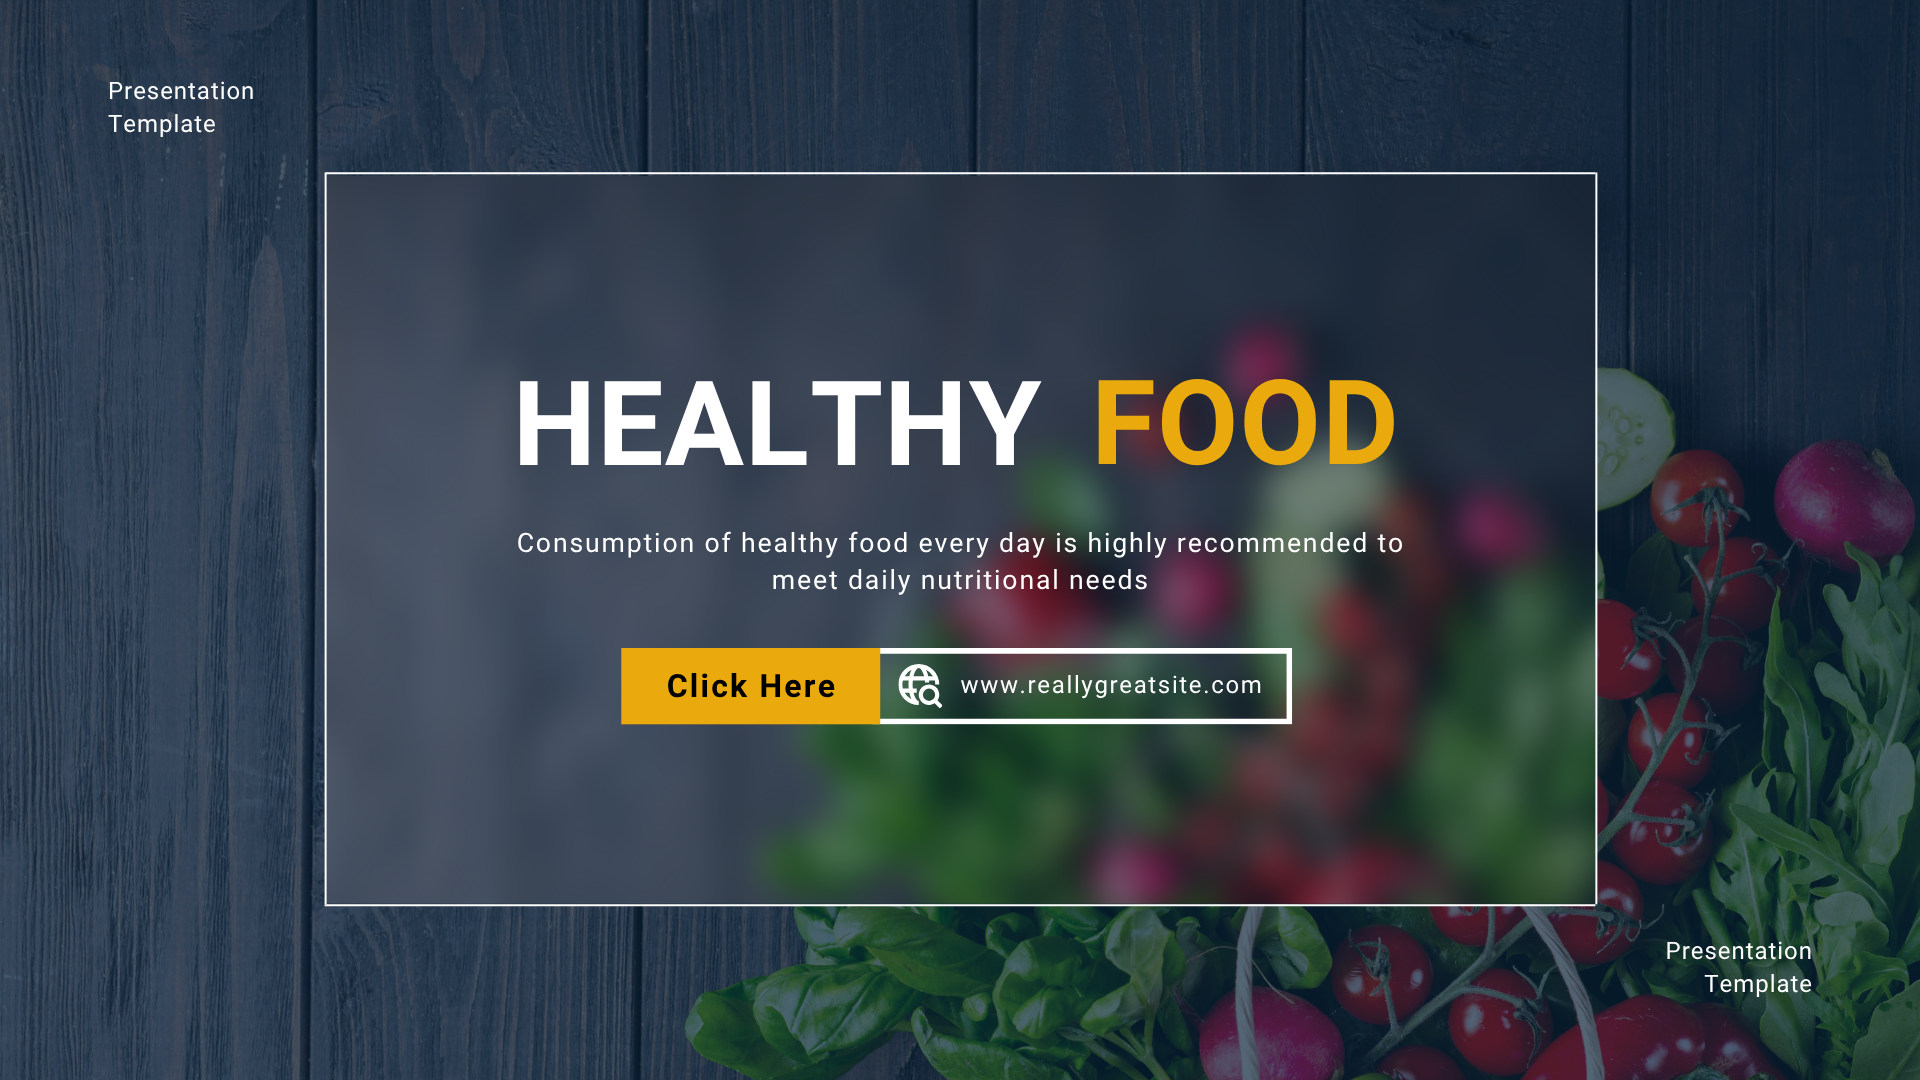 Presentation
Template
HEALTHY FOOD
Consumption of healthy food every day is highly recommended to
meet daily nutritional needs
Click Here
www.reallygreatsite.com
Presentation
Template